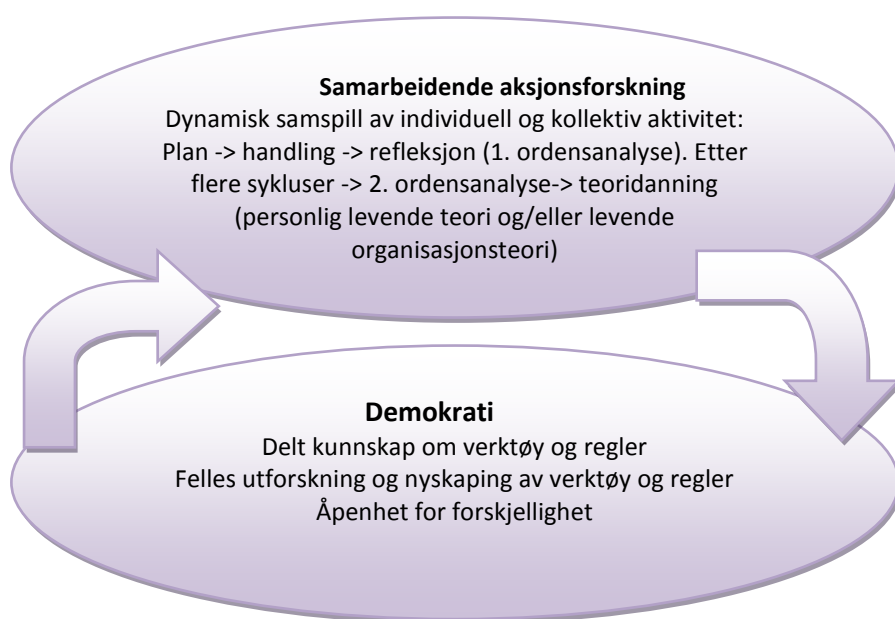 Samarbeidende aksjonsforskning
Dynamisk samspill av individuell og kollektiv aktivitet:
Plan -> handling -> refleksjon (1. ordensanalyse). Etter
flere sykluser -> 2. ordensanalyse-> teoridanning
(personlig levende teori og/eller levende
organisasjonsteori)
Demokrati
Delt kunnskap om verktøy og regler
Felles utforskning og nyskaping av verktøy og regler
Åpenhet for forskjellighet